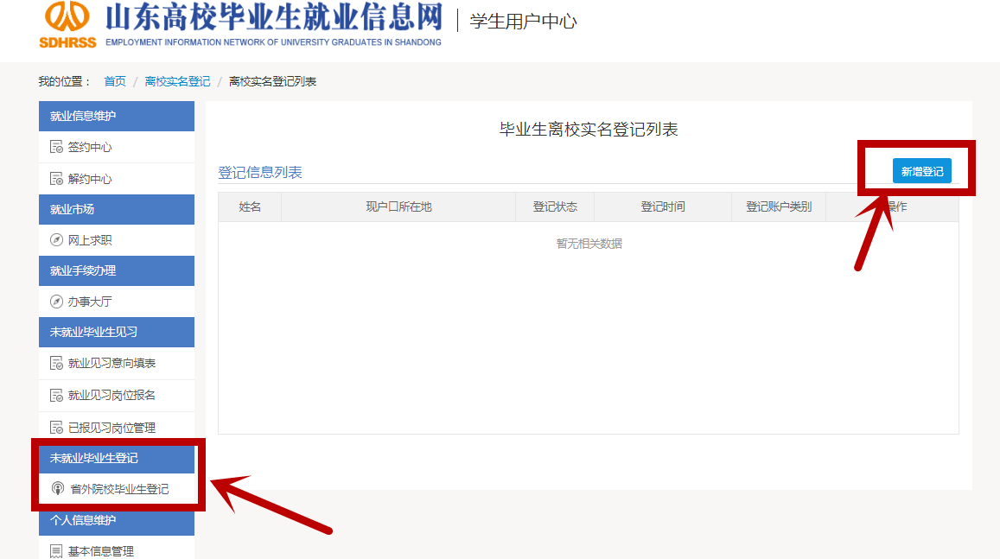 山东高校毕业生就业信息网
学生用户中心
SDHRSS
EMPLOYMENT INFORMATION NETWORK OF UNIVERSITY GRADUATES IN SHANDONG
我的位置： 首页 / 离校实名登记 / 离校实名登记列表
就业信息维护
签约中心
解约中心
就业市场
网上求职
就业手续办理
办事大厅
未就业毕业生见习
就业见习意向填表
就业见习岗位报名
已报见习岗位管理
未就业毕业生登记
省外院校毕业生登记
个人信息维护
基本信息管理
毕业生离校实名登记列表
登记信息列表
新增登记
姓名 现户口所在地 登记状态 登记时间 登记账户类别 操作
暂无相关数据